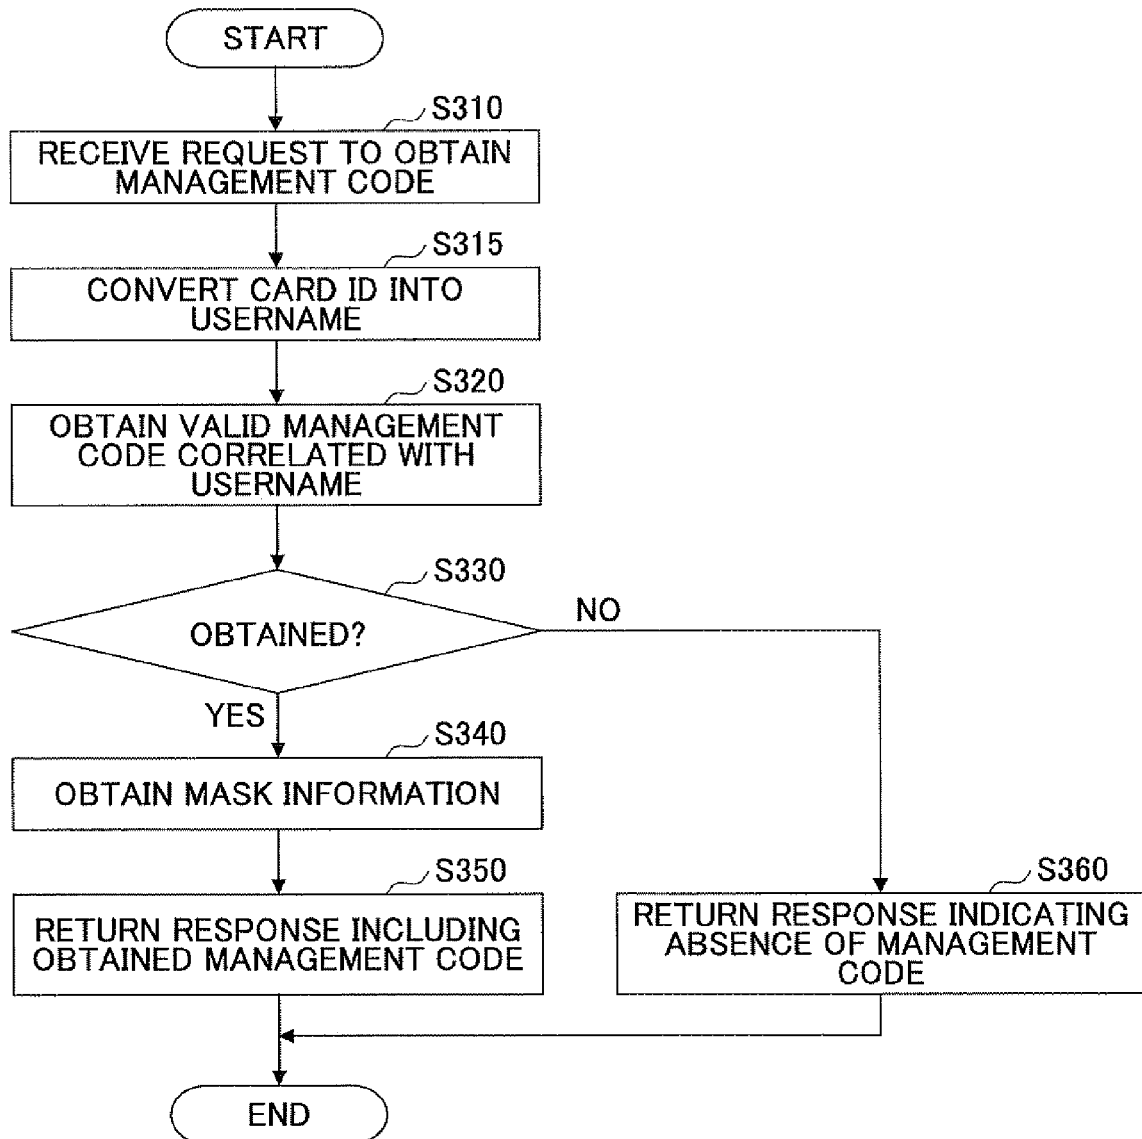 START
S310
RECEIVE REQUEST TO OBTAIN
MANAGEMENT CODE
S315
CONVERT CARD ID INTO
USERNAME
S320
OBTAIN VALID MANAGEMENT
CODE CORRELATED WITH
USERNAME
S330
OBTAINED?
NO
YES
S340
OBTAIN MASK INFORMATION
S350
RETURN RESPONSE INCLUDING
OBTAINED MANAGEMENT CODE
S360
RETURN RESPONSE INDICATING
ABSENCE OF MANAGEMENT
CODE
END